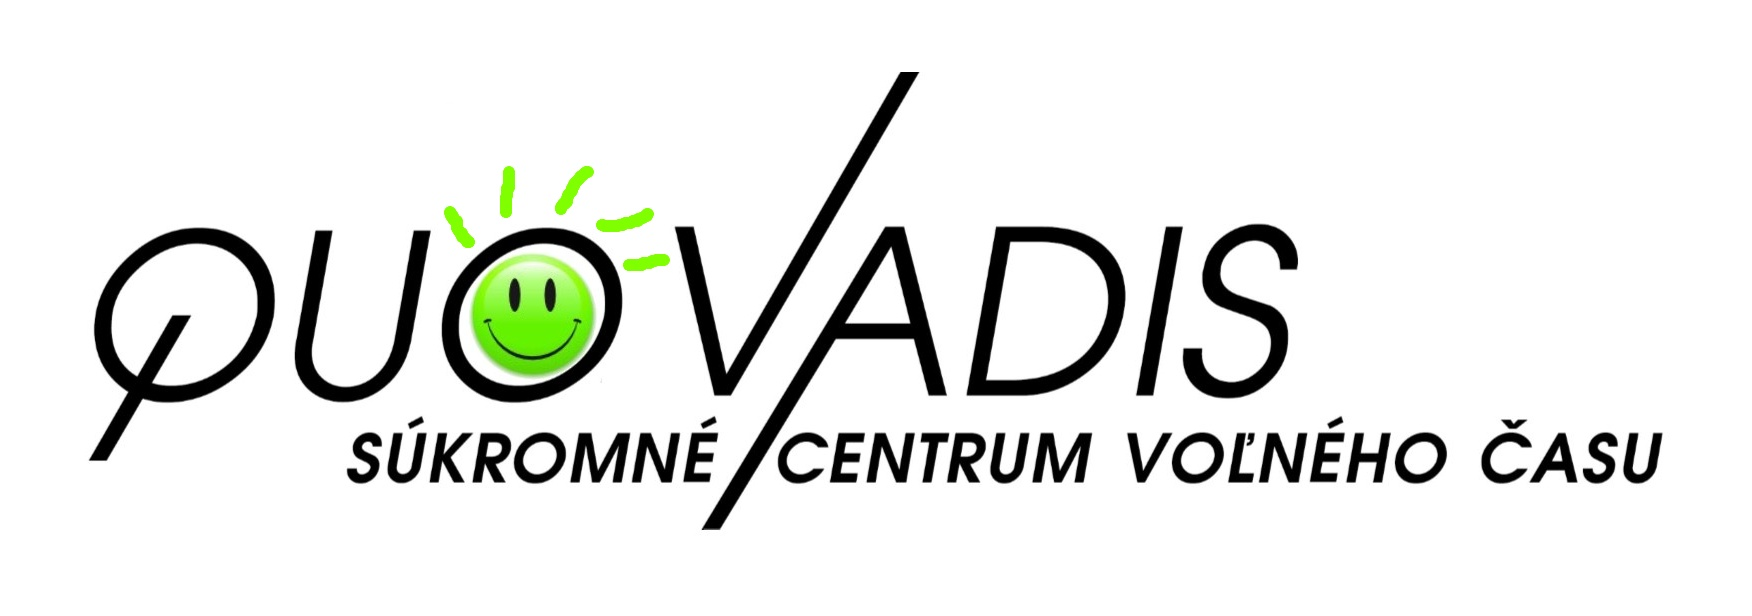 QUO VADIS
SÚKROMNÉ CENTRUM VOĽNÉHO ČASU